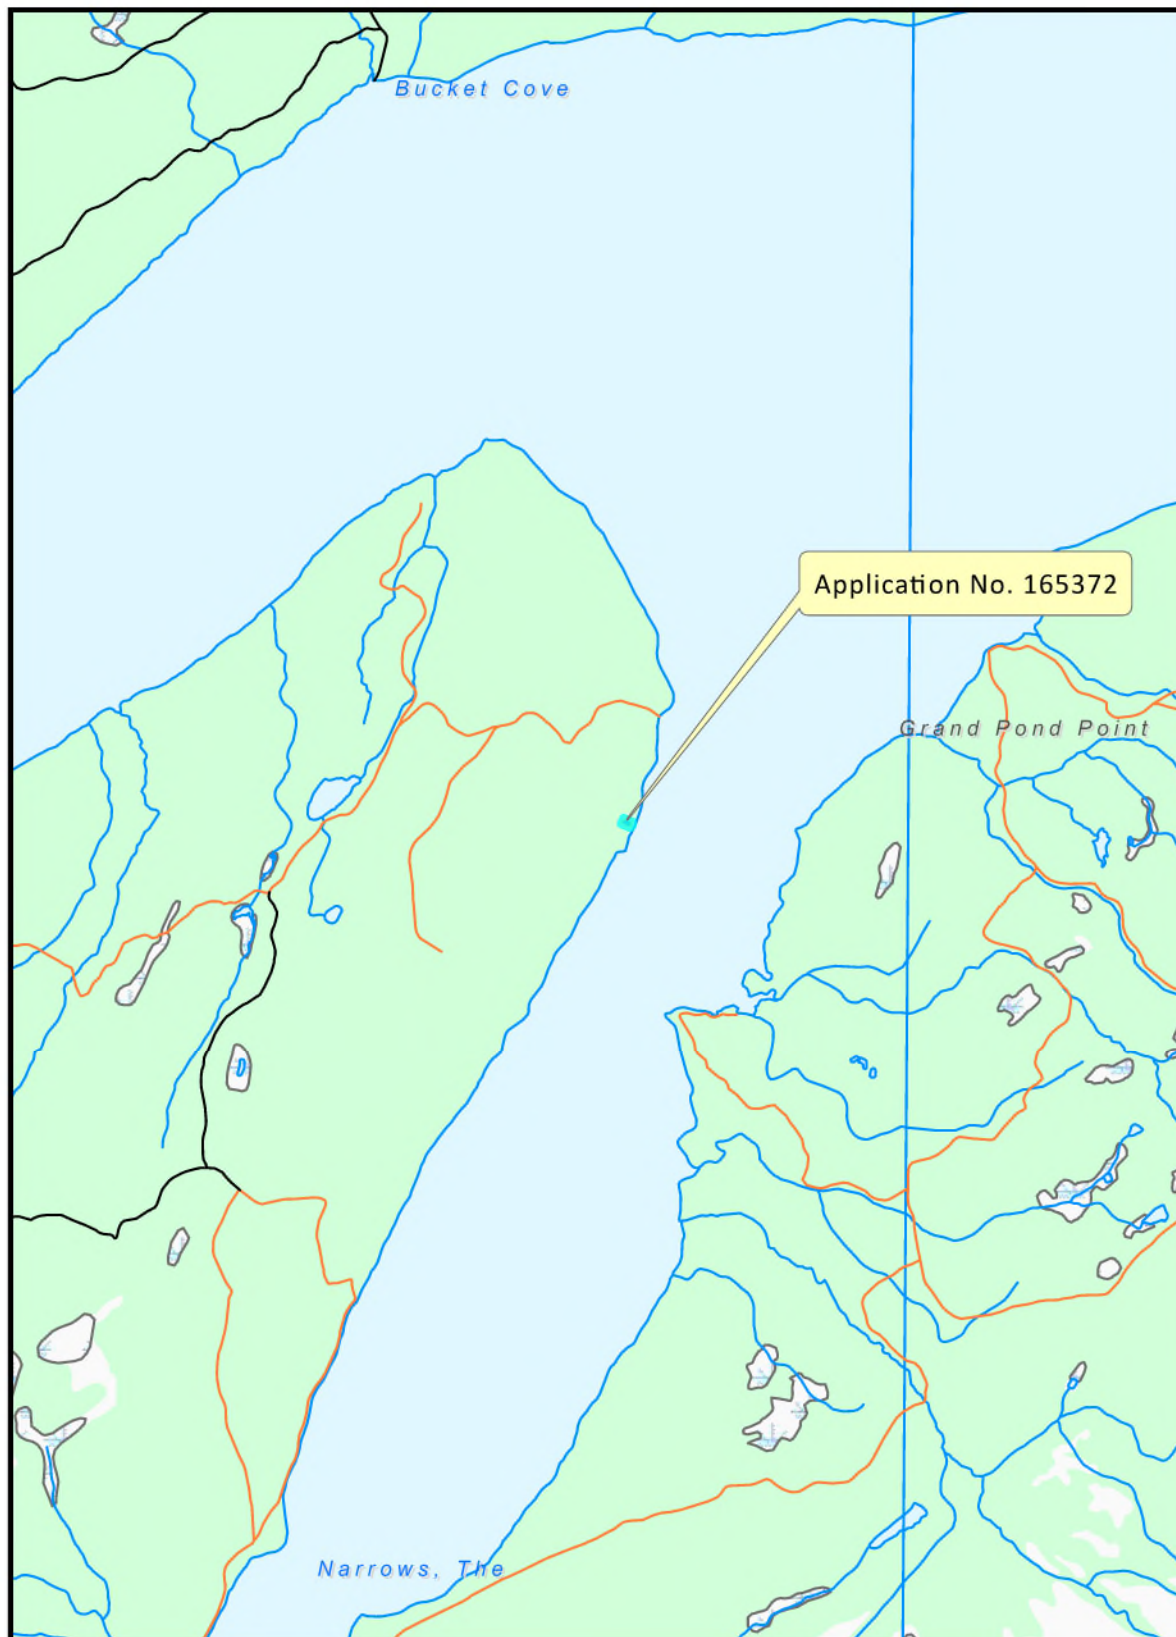 Bucket Cove
Application No. 165372
Grand Pond Point
Narrows, The